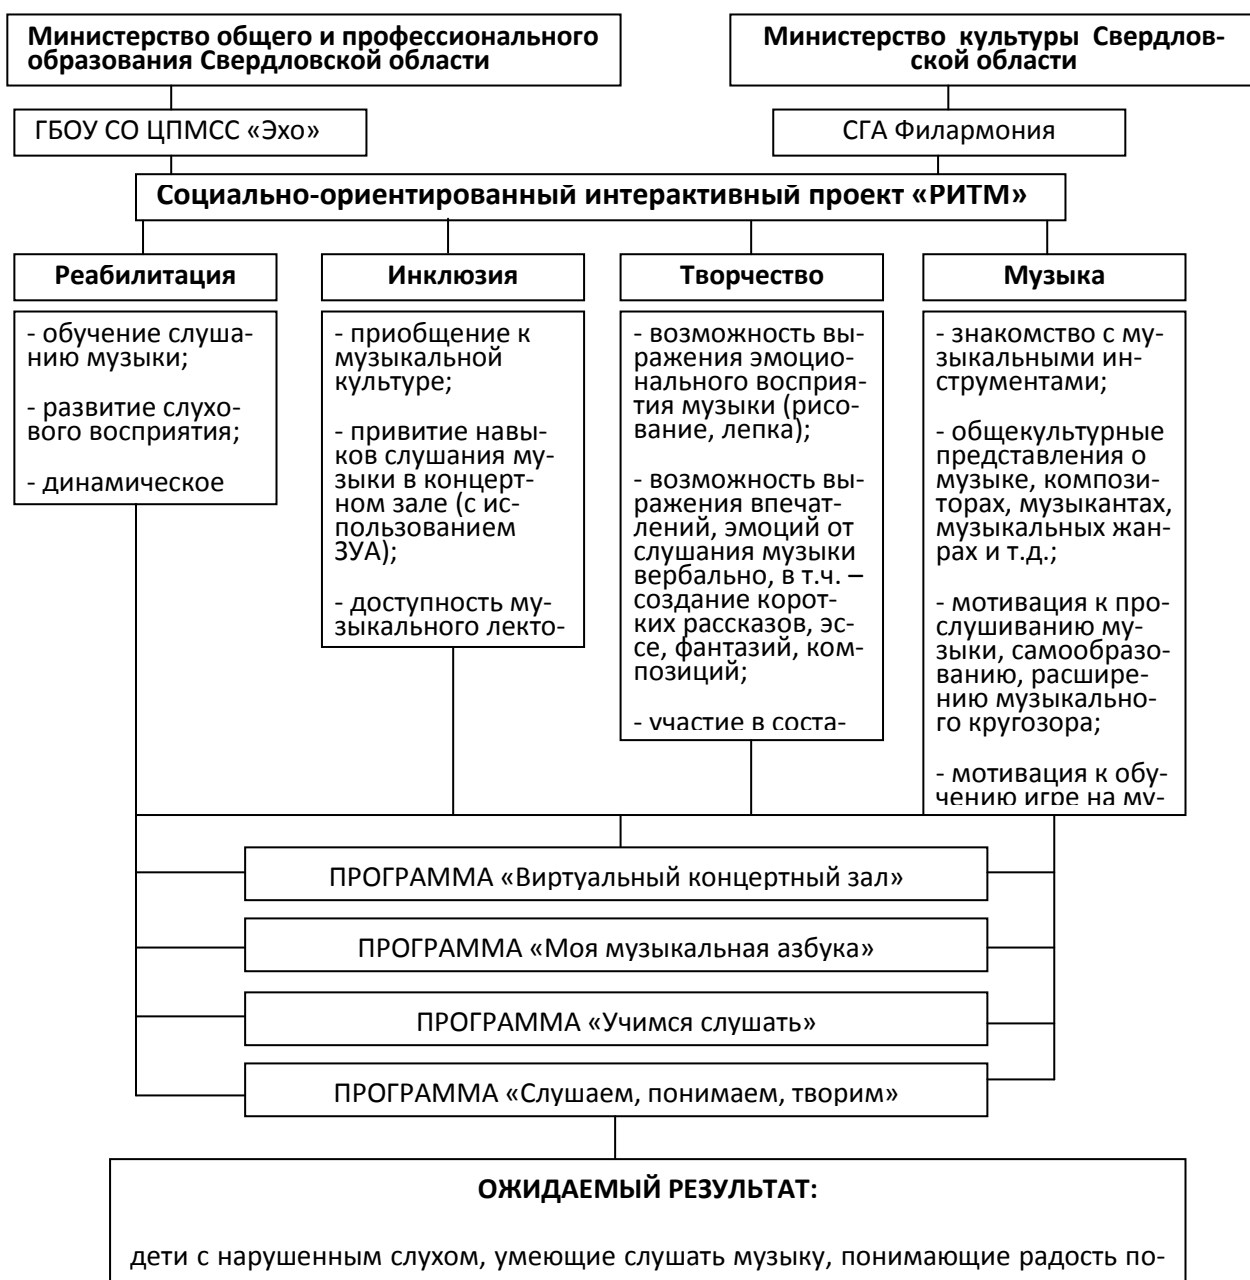 Министерство общего и профессионального
образования Свердловской области
Министерство культуры Свердлов-
ской области
ГБОУ СО ЦПМСС «Эхо»
СГА Филармония
Социально-ориентированный интерактивный проект «РИТМ»
Реабилитация
- обучение слуша-
нию музыки;
- развитие слухо-
вого восприятия;
- динамическое
Инклюзия
- приобщение к
музыкальной
культуре;
- привитие навы-
ков слушания му-
зыки в концерт-
ном зале (с ис-
пользованием
ЗУА);
- доступность му-
зыкального лекто-
Творчество
- возможность вы-
ражения эмоцио-
нального восприя-
тия музыки (рисо-
вание, лепка);
- возможность вы-
ражения впечат-
лений, эмоций от
слушания музыки
вербально, в т.ч. –
создание корот-
ких рассказов, эс-
се, фантазий, ком-
позиций;
- участие в соста-
Музыка
- знакомство с му-
зыкальными ин-
струментами;
- общекультурные
представления о
музыке, компози-
торах, музыкантах,
музыкальных жан-
рах и т.д.;
- мотивация к про-
слушиванию му-
зыки, самообразо-
ванию, расшире-
нию музыкально-
го кругозора;
- мотивация к обу-
чению игре на му-
ПРОГРАММА «Виртуальный концертный зал»
ПРОГРАММА «Моя музыкальная азбука»
ПРОГРАММА «Учимся слушать»
ПРОГРАММА «Слушаем, понимаем, творим»
ОЖИДАЕМЫЙ РЕЗУЛЬТАТ:
дети с нарушенным слухом, умеющие слушать музыку, понимающие радость по-